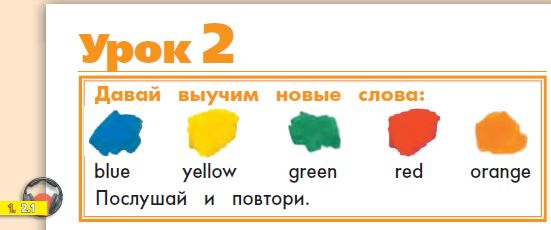 Урок 2
Давай выучим новые слова:
blue yellow green red orange
1. 2.1
Послушай и повтори.